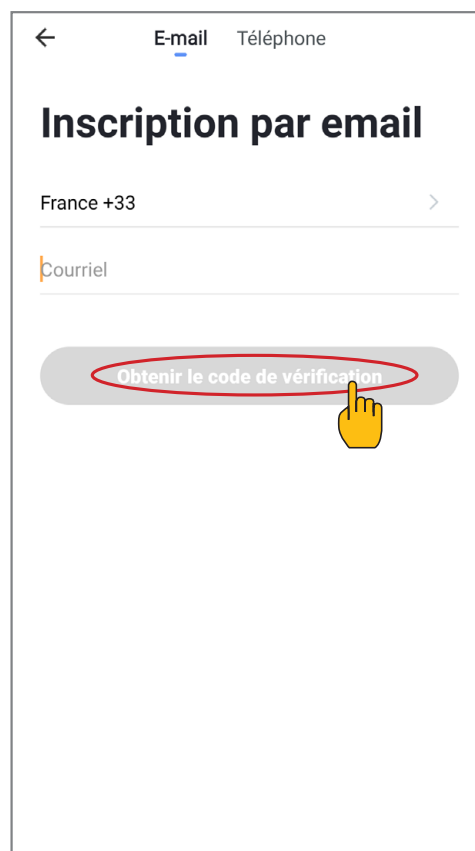 E-mail Téléphone
Inscription par email
France +33
Courriel
Obtenir le code de vérification